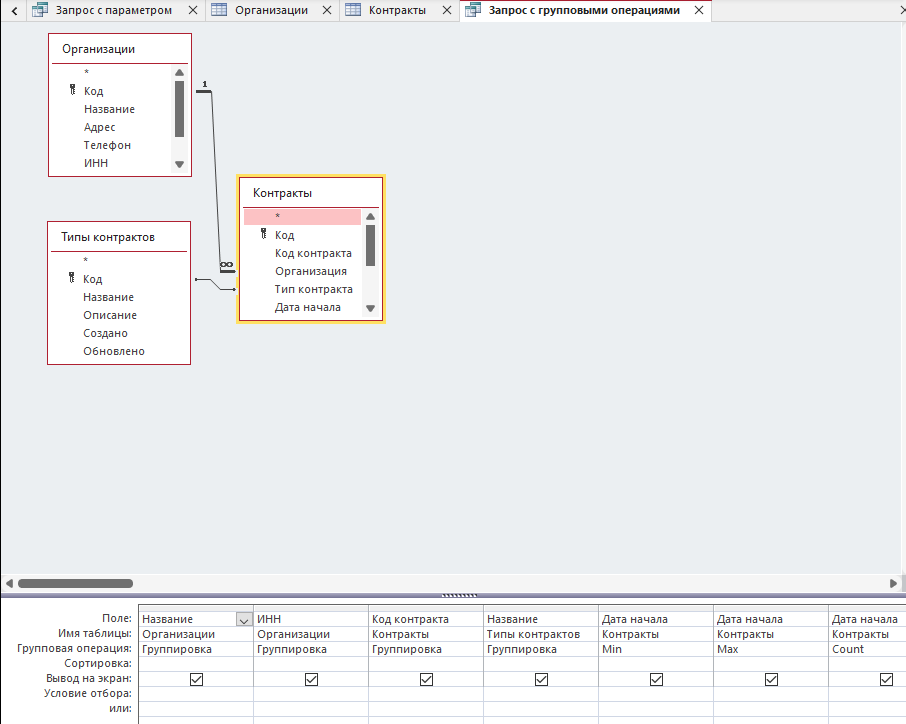 Запрос с параметром Организации Контракты Запрос с групповыми операциями
Организации
*
Код
Название
Адрес
Телефон
ИНН
1
∞
Типы контрактов
*
Код
Название
Описание
Создано
Обновлено
Контракты
*
Код
Код контракта
Организация
Тип контракта
Дата начала
Поле: Название ИНН Код контракта Название Дата начала Дата начала Дата начала
Имя таблицы: Организации Организации Контракты Типы контрактов Контракты Контракты Контракты
Групповая операция: Группировка Группировка Группировка Группировка Min Max Count
Сортировка:
Вывод на экран:
Условие отбора:
или: